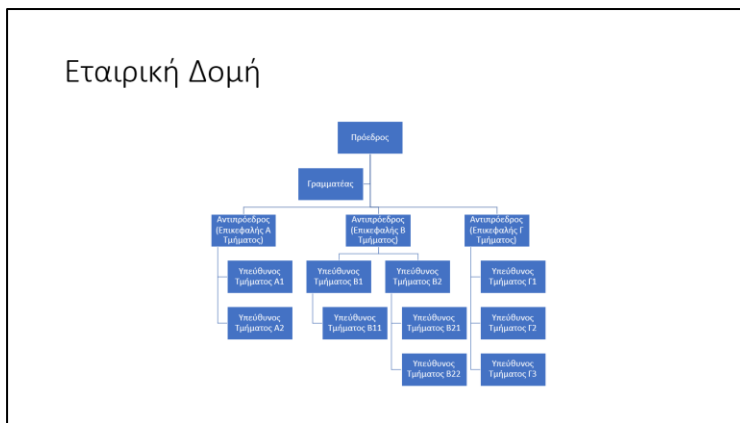 Εταιρική Δομή
Πρόεδρος
Γραμματέας
Αντιπρόεδρος
(Επικεφαλής Α
Τμήματος)
Αντιπρόεδρος
(Επικεφαλής Β
Τμήματος)
Αντιπρόεδρος
(Επικεφαλής Γ
Τμήματος)
Υπεύθυνος
Τμήματος Α1
Υπεύθυνος
Τμήματος Β1
Υπεύθυνος
Τμήματος Β2
Υπεύθυνος
Τμήματος Γ1
Υπεύθυνος
Τμήματος Α2
Υπεύθυνος
Τμήματος Β11
Υπεύθυνος
Τμήματος Β21
Υπεύθυνος
Τμήματος Γ2
Υπεύθυνος
Τμήματος Β22
Υπεύθυνος
Τμήματος Γ3